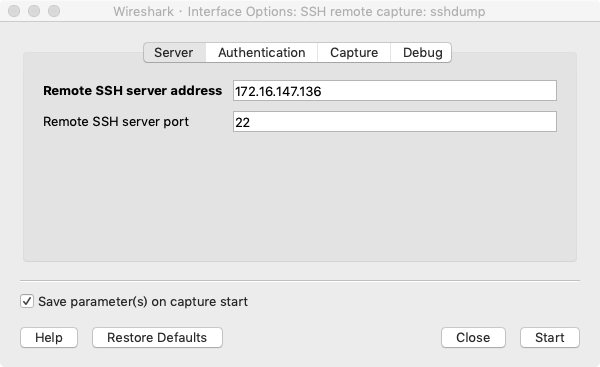 Wireshark · Interface Options: SSH remote capture: sshdump
Server Authentication Capture Debug
Remote SSH server address 172.16.147.136
Remote SSH server port 22
Save parameter(s) on capture start
Help Restore Defaults Close Start